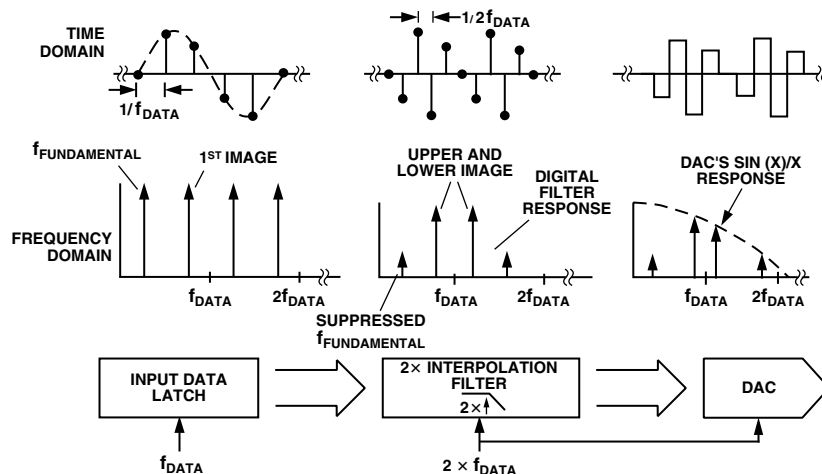 TIME
DOMAIN
1/fDATA
1/2fDATA
fFUNDAMENTAL
1ST IMAGE
UPPER AND
LOWER IMAGE
DIGITAL
FILTER
RESPONSE
DAC'S SIN (X)/X
RESPONSE
FREQUENCY
DOMAIN
fDATA
2fDATA
fDATA
2fDATA
fDATA
2fDATA
SUPPRESSED
fFUNDAMENTAL
INPUT DATA
LATCH
2× INTERPOLATION
FILTER
2×
DAC
fDATA
2 × fDATA